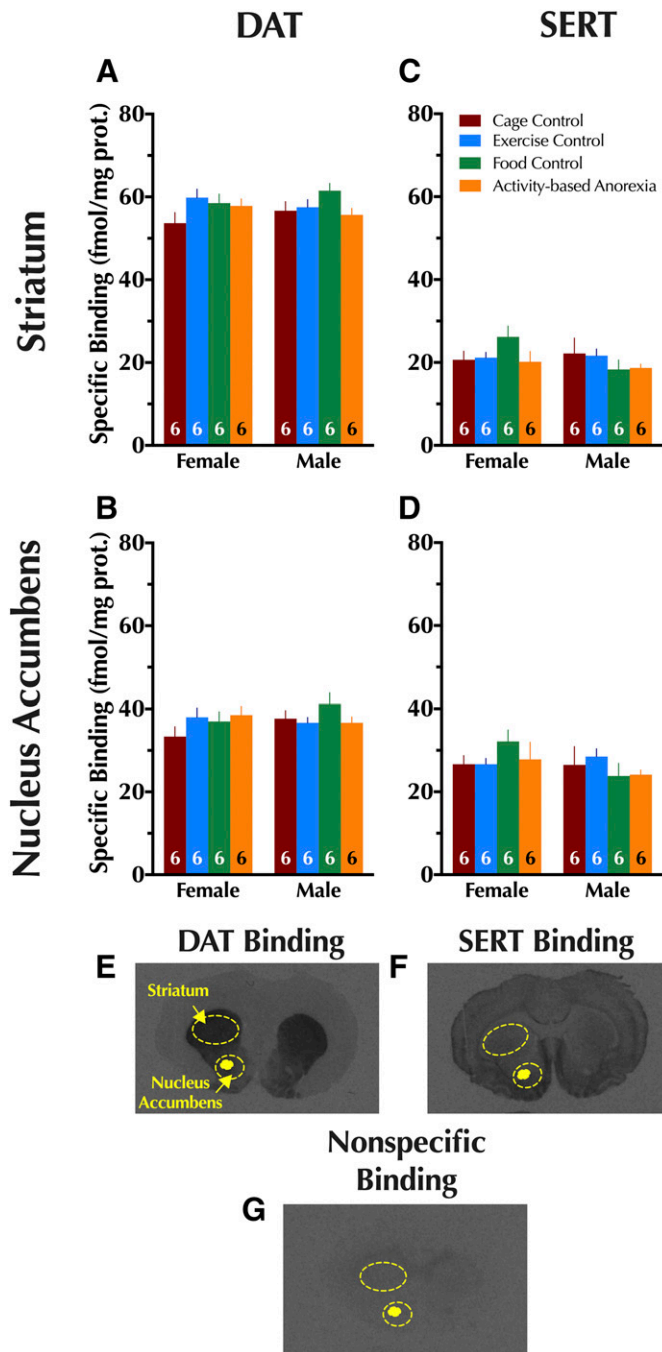 DAT
SERT
Striatum
Nucleus Accumbens
A
Specific Binding (fmol/mg prot.)
80
60
40
20
0
6 6 6 6 6 6 6 6
Female Male
C
80
60
40
20
0
Cage Control
Exercise Control
Food Control
Activity-based Anorexia
6 6 6 6 6 6 6 6
Female Male
B
Specific Binding (fmol/mg prot.)
80
60
40
20
0
6 6 6 6 6 6 6 6
Female Male
D
80
60
40
20
0
6 6 6 6 6 6 6 6
Female Male
DAT Binding
E
Striatum
Nucleus
Accumbens
SERT Binding
F
Nonspecific
Binding
G